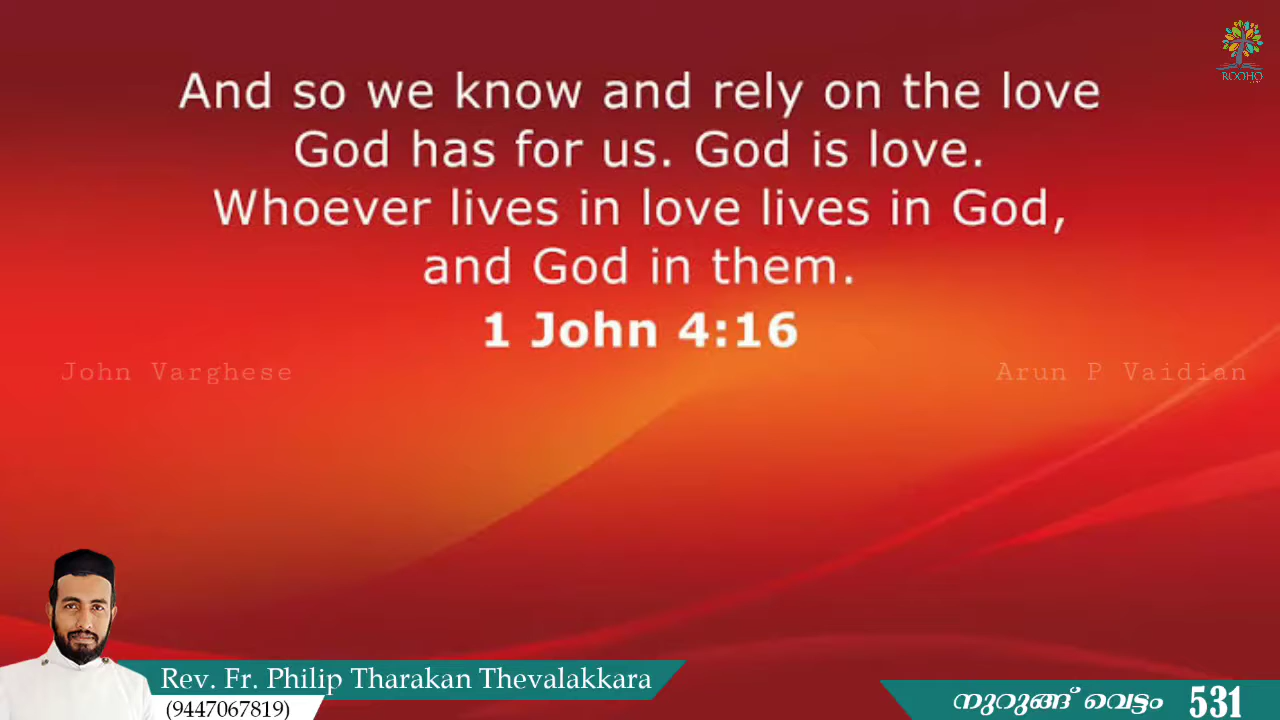 ROOHO
And so we know and rely on the love
God has for us. God is love.
Whoever lives in love lives in God,
and God in them.
1 John 4:16
John Varghese
Arun P Vaidian
Rev. Fr. Philip Tharakan Thevalakkara
(9447067819)
നുറുങ്ങ് വെട്ടം 531